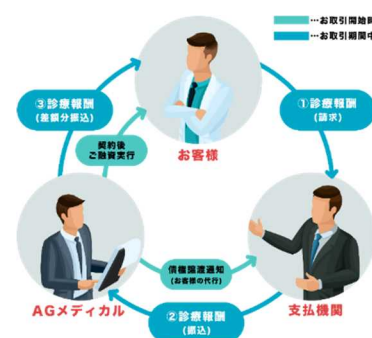 …お取引開始時
…お取引期間中
③診療報酬
(差額分振込)
①診療報酬
(請求)
契約後
ご融資実行
お客様
債権譲渡通知
(お客様の代行)
AGメディカル
支払機関
②診療報酬
(振込)